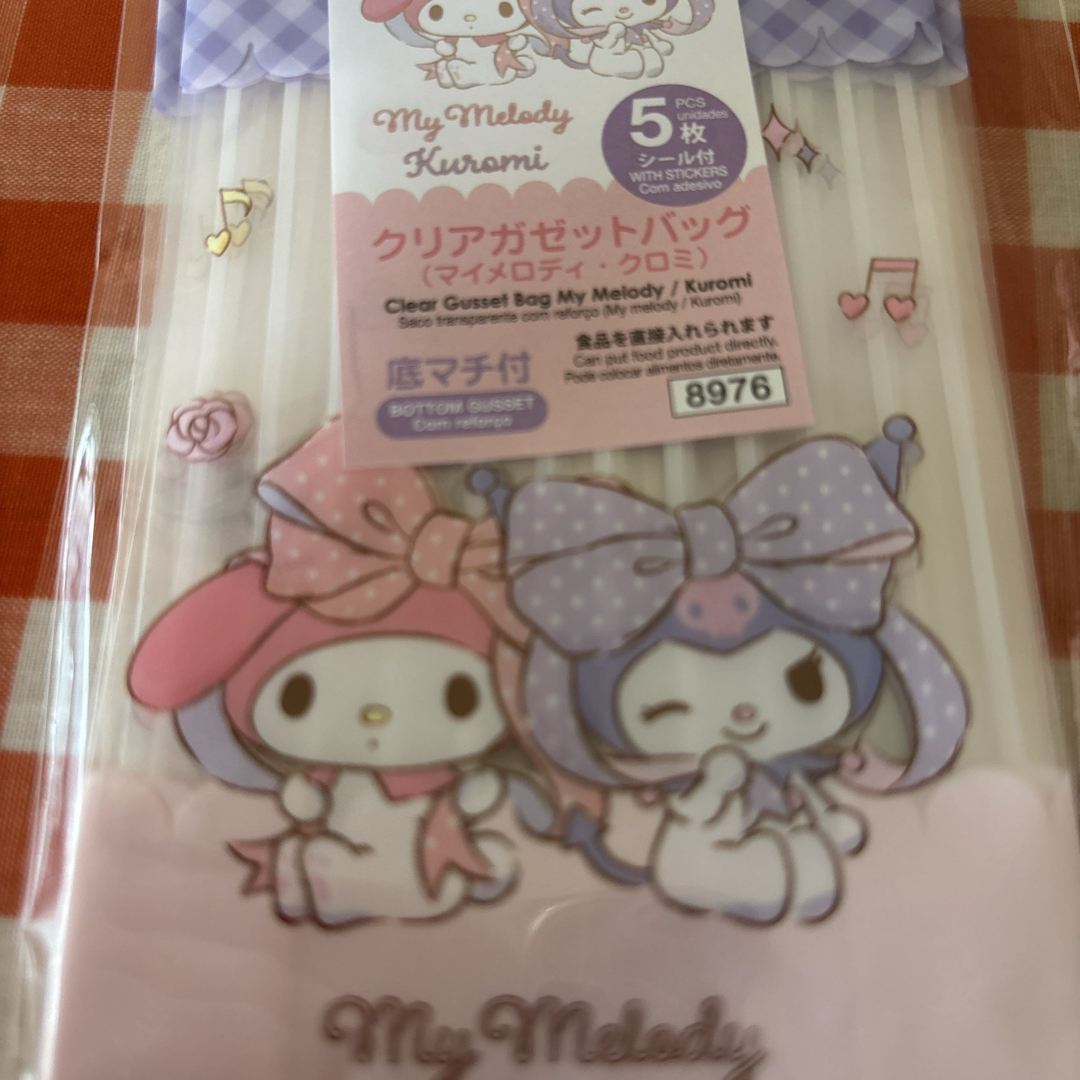 My Melody
Kuromi
5 PCS
unidades
枚
シール付
WITH STICKERS
Com adesivo
クリアガゼットバッグ
（マイメロディ・クロミ）
Clear Gusset Bag My Melody / Kuromi
Saco transparente com reforço (My melody / Kuromi)
食品を直接入れられます
Can put food product directly.
Pode colocar alimentos diretamente.
底マチ付
BOTTOM GUSSET
Com reforço
8976
My Melody